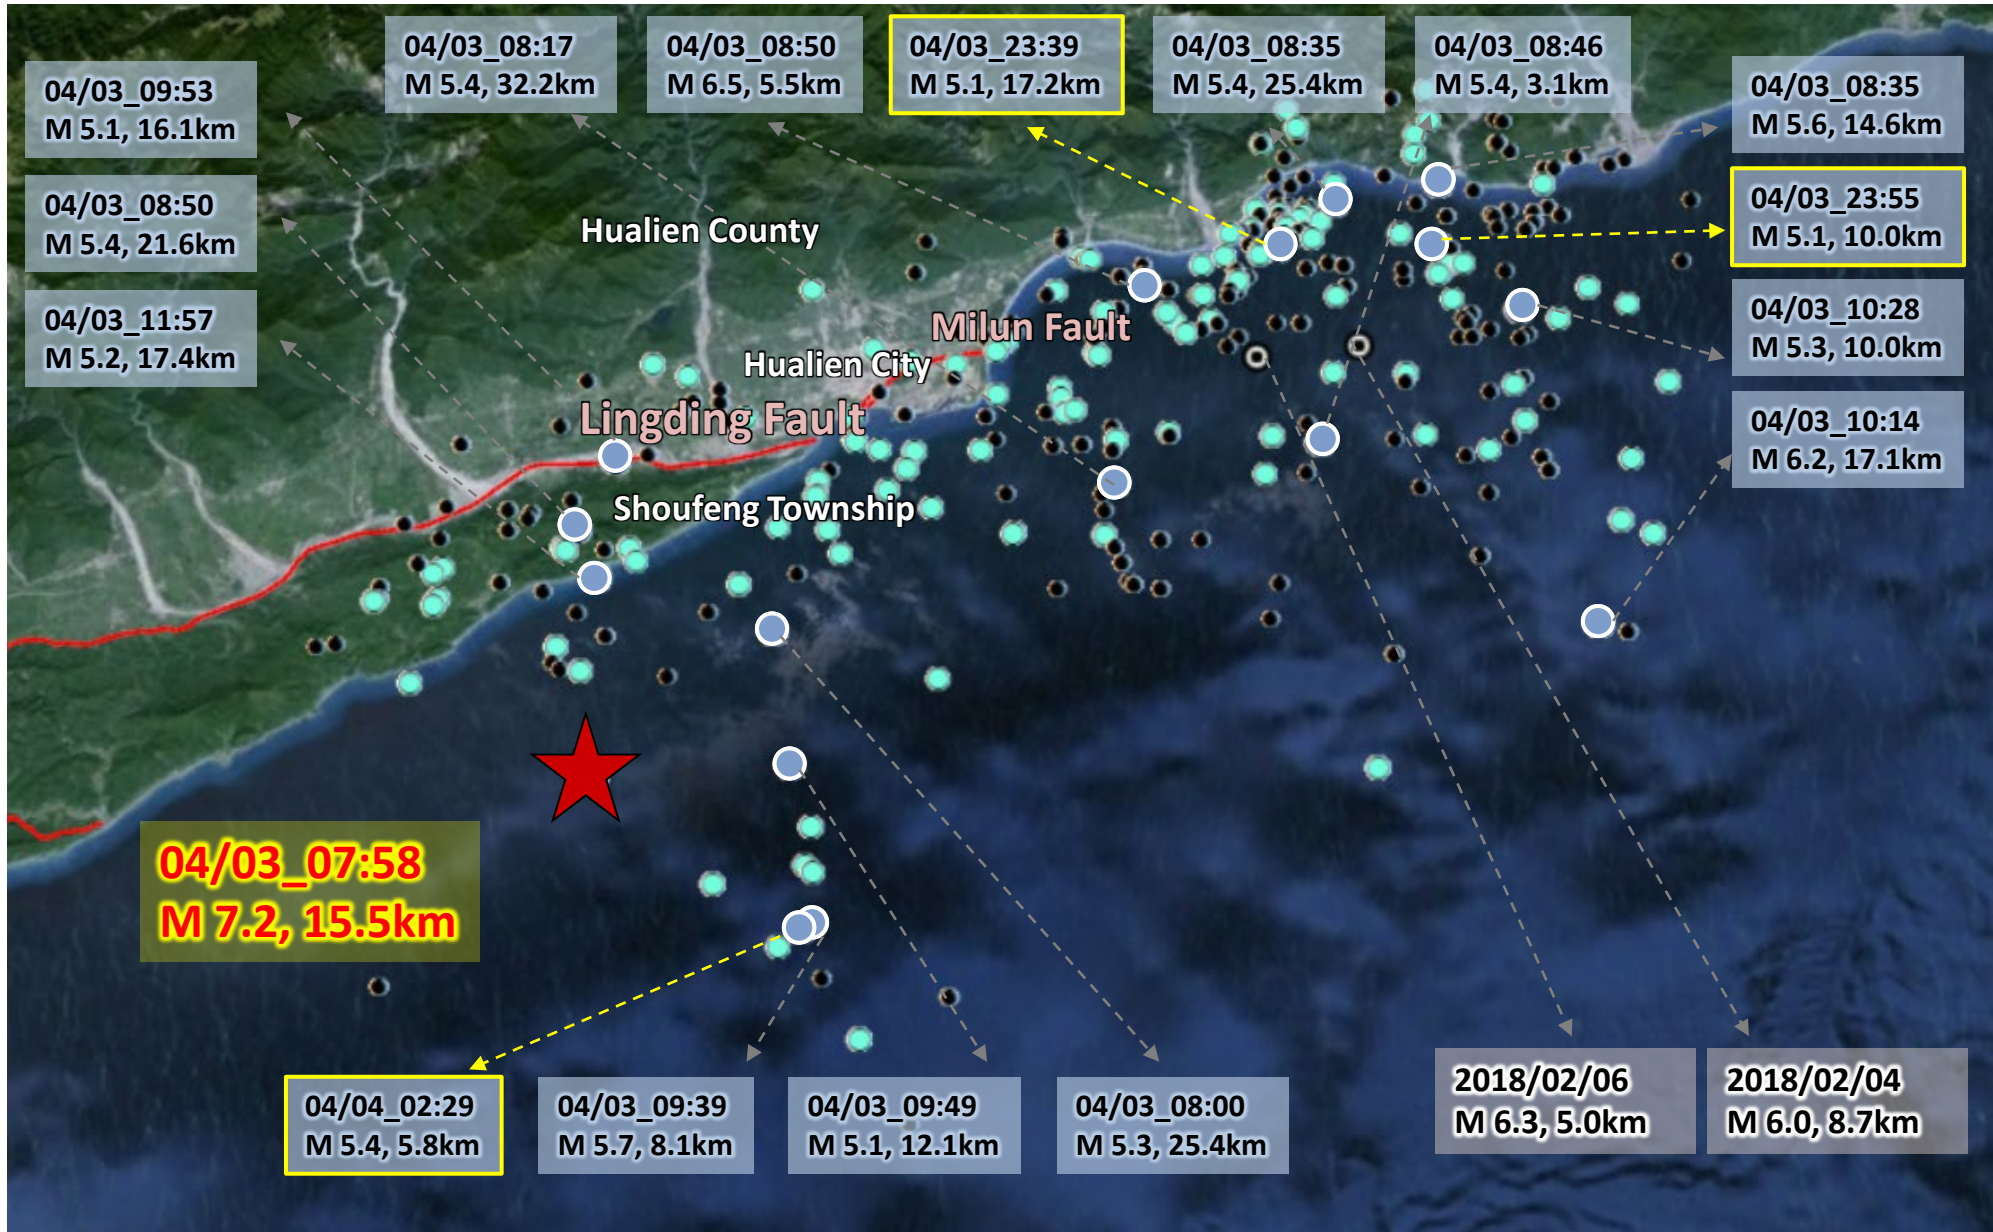 04/03_08:17
M 5.4, 32.2km
04/03_08:50
M 6.5, 5.5km
04/03_23:39
M 5.1, 17.2km
04/03_08:35
M 5.4, 25.4km
04/03_08:46
M 5.4, 3.1km
04/03_09:53
M 5.1, 16.1km
04/03_08:35
M 5.6, 14.6km
04/03_08:50
M 5.4, 21.6km
04/03_23:55
M 5.1, 10.0km
04/03_11:57
M 5.2, 17.4km
04/03_10:28
M 5.3, 10.0km
04/03_10:14
M 6.2, 17.1km
Hualien County
Milun Fault
Hualien City
Lingding Fault
Shoufeng Township
04/03_07:58
M 7.2, 15.5km
04/04_02:29
M 5.4, 5.8km
04/03_09:39
M 5.7, 8.1km
04/03_09:49
M 5.1, 12.1km
04/03_08:00
M 5.3, 25.4km
2018/02/06
M 6.3, 5.0km
2018/02/04
M 6.0, 8.7km